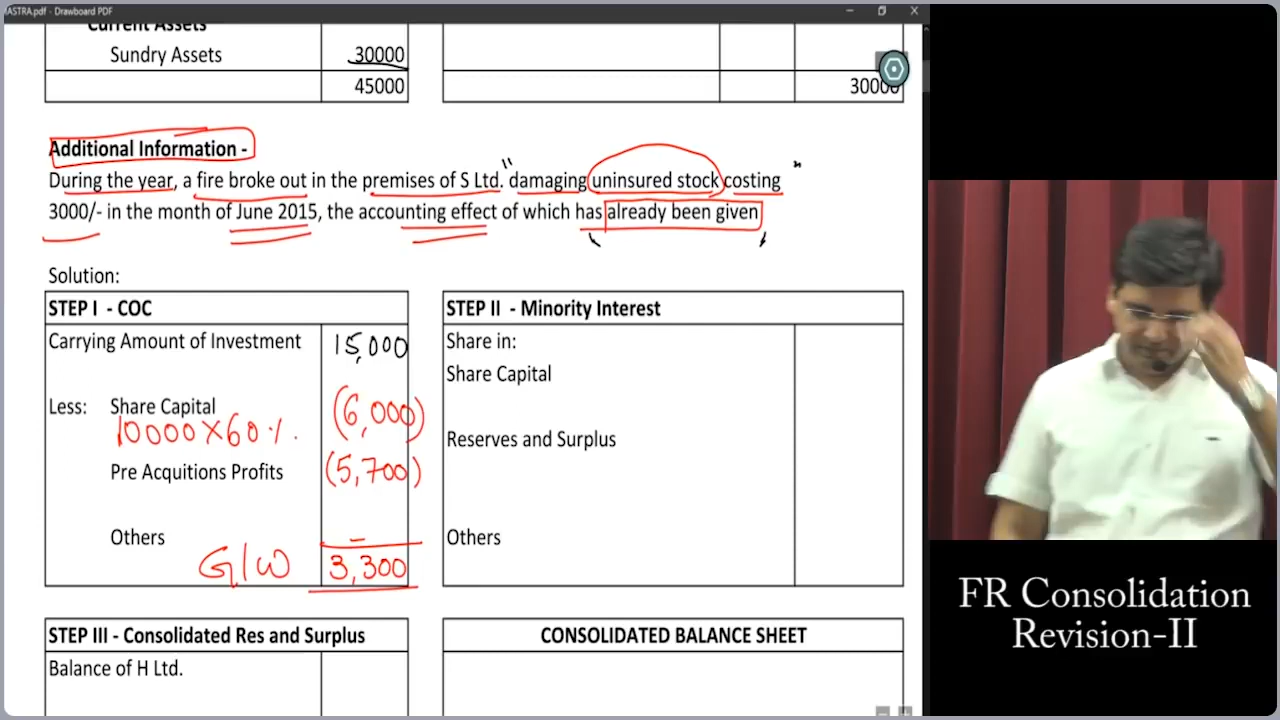 IASTRA.pdf - Drawboard PDF
Current Assets
Sundry Assets 30000
45000
30000
Additional Information -
During the year, a fire broke out in the premises of S Ltd. " damaging uninsured stock costing "
3000/- in the month of June 2015, the accounting effect of which has already been given
Solution:
STEP I - COC
Carrying Amount of Investment 15,000
Less: Share Capital (6,000)
10000 X 60%.
Pre Acquitions Profits (5,700)
Others -
G/W 3,300
STEP II - Minority Interest
Share in:
Share Capital
Reserves and Surplus
Others
STEP III - Consolidated Res and Surplus
Balance of H Ltd.
CONSOLIDATED BALANCE SHEET
FR Consolidation
Revision-II